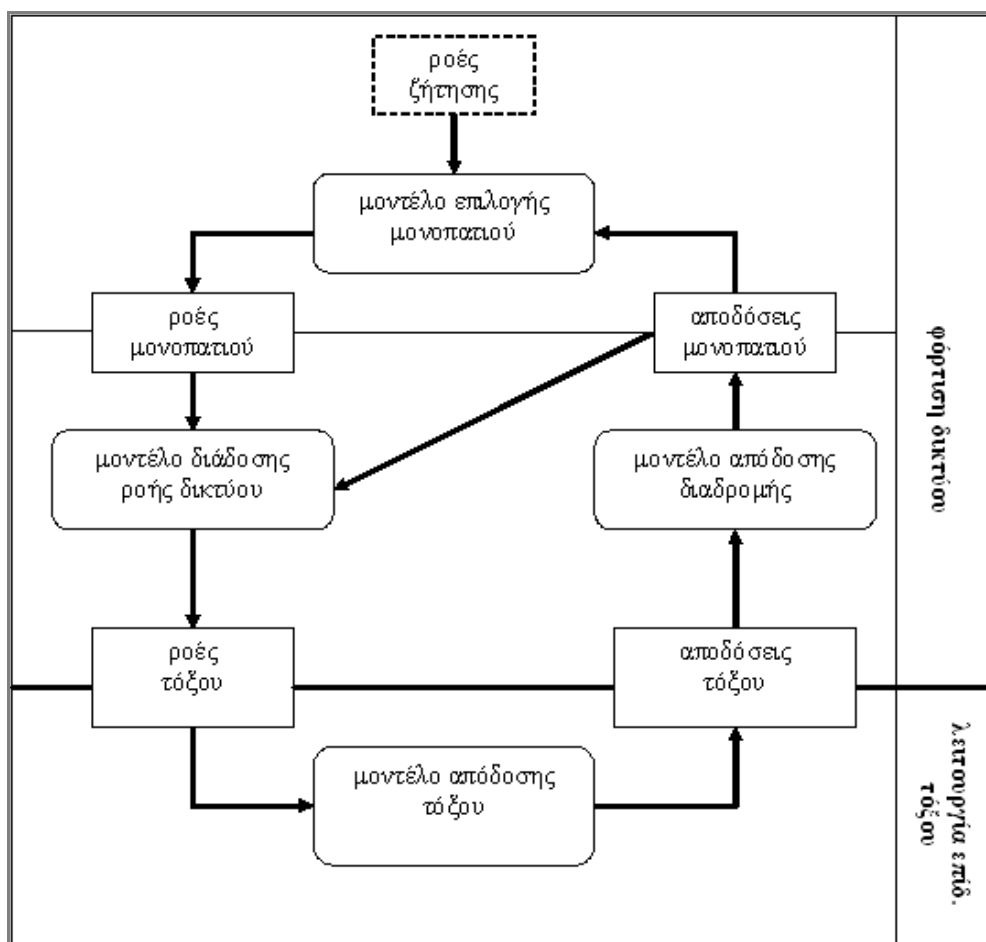 ροές
ζήτησης
μοντέλο επιλογής
μονοπατιού
ροές
μονοπατιού
αποδόσεις
μονοπατιού
μοντέλο διάδοσης
ροής δικτύου
μοντέλο απόδοσης
διαδρομής
ροές
τόξου
αποδόσεις
τόξου
μοντέλο απόδοσης
τόξου
φόρτιση δικτύου
λειτουργία επίδ.
τόξου